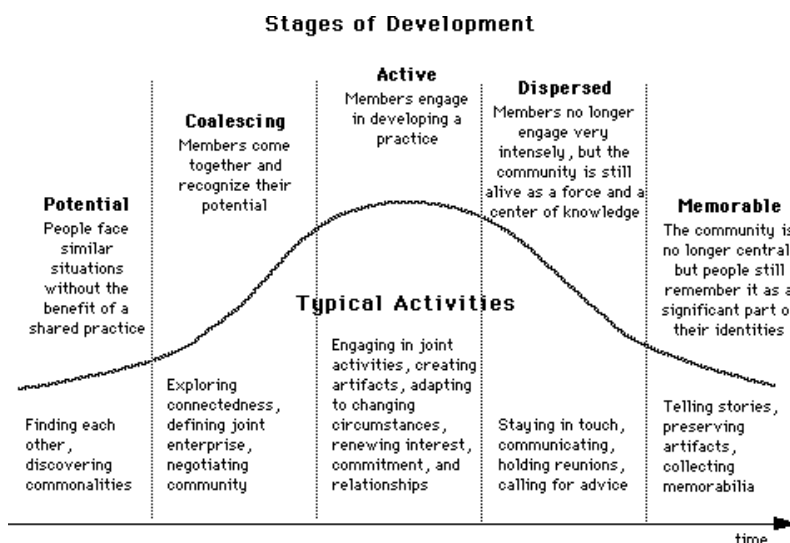 Stages of Development
Potential
People face
similar
situations
without the
benefit of a
shared practice
Coalescing
Members come
together and
recognize their
potential
Active
Members engage
in developing a
practice
Dispersed
Members no longer
engage very
intensely, but the
community is still
alive as a force and a
center of knowledge
Memorable
The community is
no longer central,
but people still
remember it as a
significant part of
their identities
Typical Activities
Finding each
other,
discovering
commonalities
Exploring
connectedness,
defining joint
enterprise,
negotiating
community
Engaging in joint
activities, creating
artifacts, adapting
to changing
circumstances,
renewing interest,
commitment, and
relationships
Staying in touch,
communicating,
holding reunions,
calling for advice
Telling stories,
preserving
artifacts,
collecting
memorabilia
time